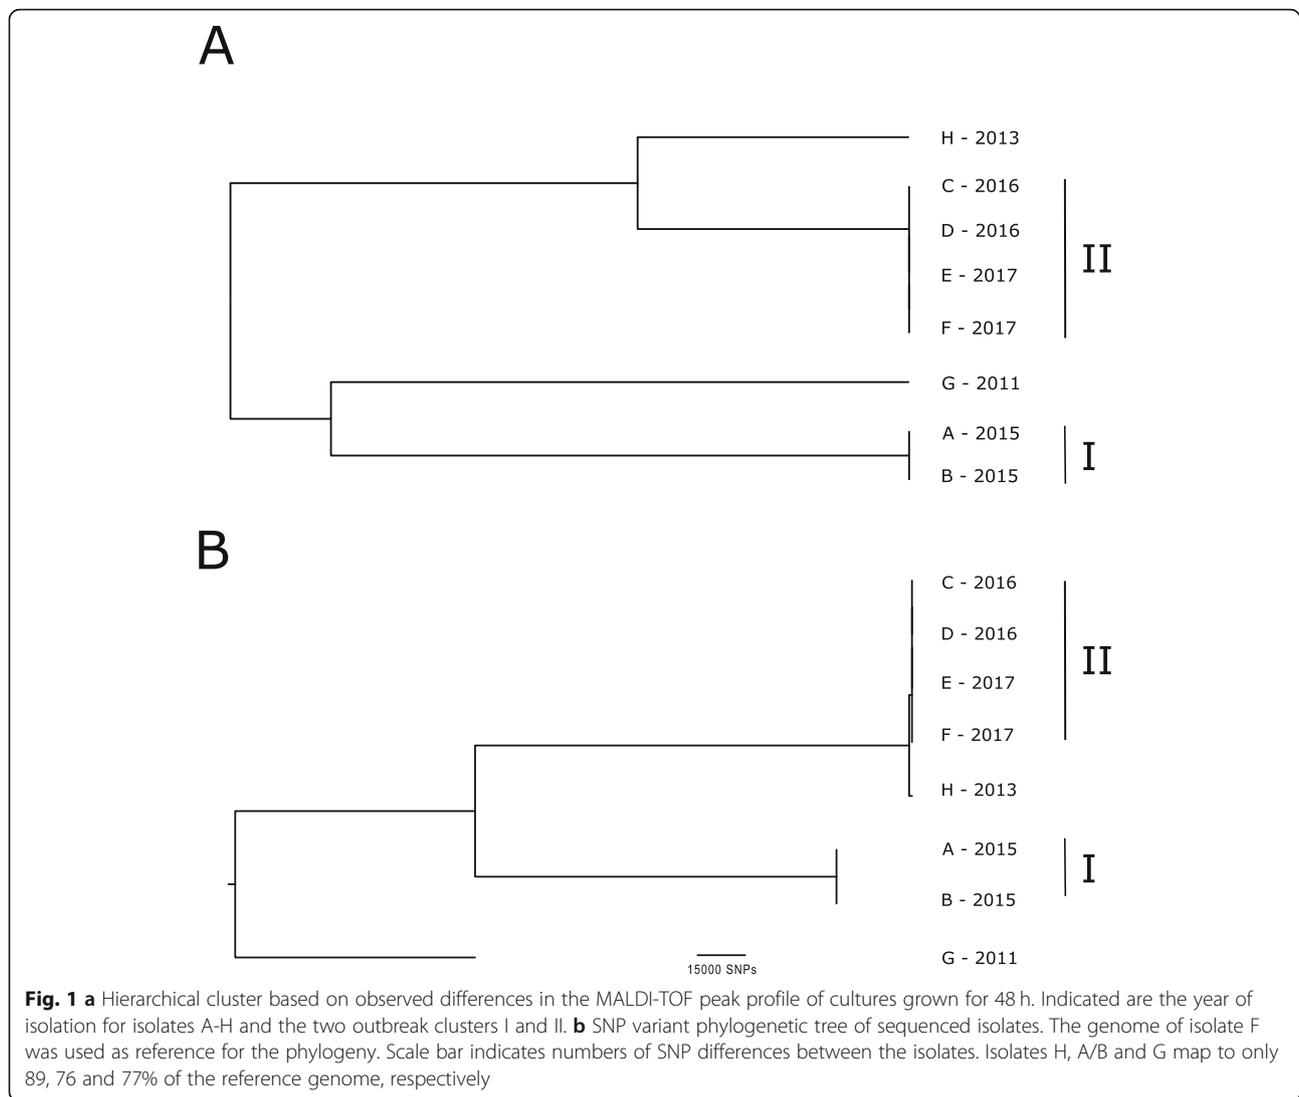 A
H - 2013
C - 2016
D - 2016
II
E - 2017
F - 2017
G - 2011
A - 2015
I
B - 2015
B
C - 2016
D - 2016
II
E - 2017
F - 2017
H - 2013
A - 2015
I
B - 2015
G - 2011
15000 SNPs
Fig. 1 a Hierarchical cluster based on observed differences in the MALDI-TOF peak profile of cultures grown for 48 h. Indicated are the year of
isolation for isolates A-H and the two outbreak clusters I and II. b SNP variant phylogenetic tree of sequenced isolates. The genome of isolate F
was used as reference for the phylogeny. Scale bar indicates numbers of SNP differences between the isolates. Isolates H, A/B and G map to only
89, 76 and 77% of the reference genome, respectively